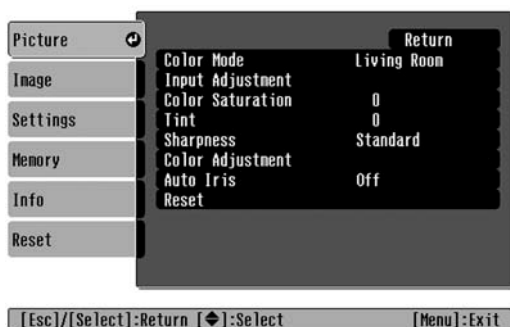 Picture
Image
Settings
Memory
Info
Reset
Return
Color Mode Living Room
Input Adjustment
Color Saturation 0
Tint 0
Sharpness Standard
Color Adjustment
Auto Iris Off
Reset
[Esc]/[Select]:Return [◆]:Select [Menu]:Exit